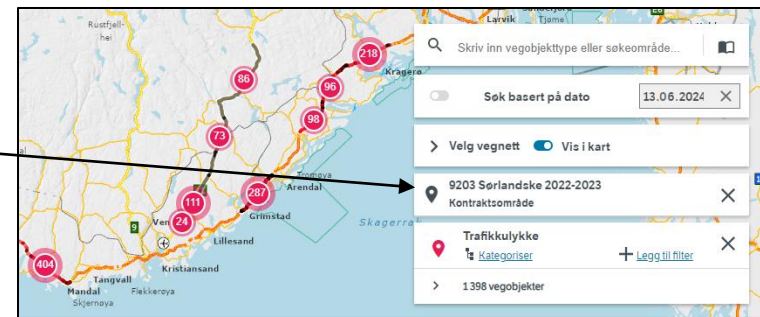 Larvik
Tjøme
Rustfjell-
hei
218
Kragerø
86
96
98
73
Tromøya
Arendal
287
111
Grimstad
24
Ven
9
Lillesand
Skagerra
404
Kristiansand
Tangvall
Mandal
Flekkerøya
Skjernøya
Skriv inn vegobjekttype eller søkeområde...
Søk basert på dato
13.06.2024
Velg vegnett
Vis i kart
9203 Sørlandske 2022-2023
Kontraktsområde
Trafikkulykke
Kategoriser
Legg til filter
1 398 vegobjekter